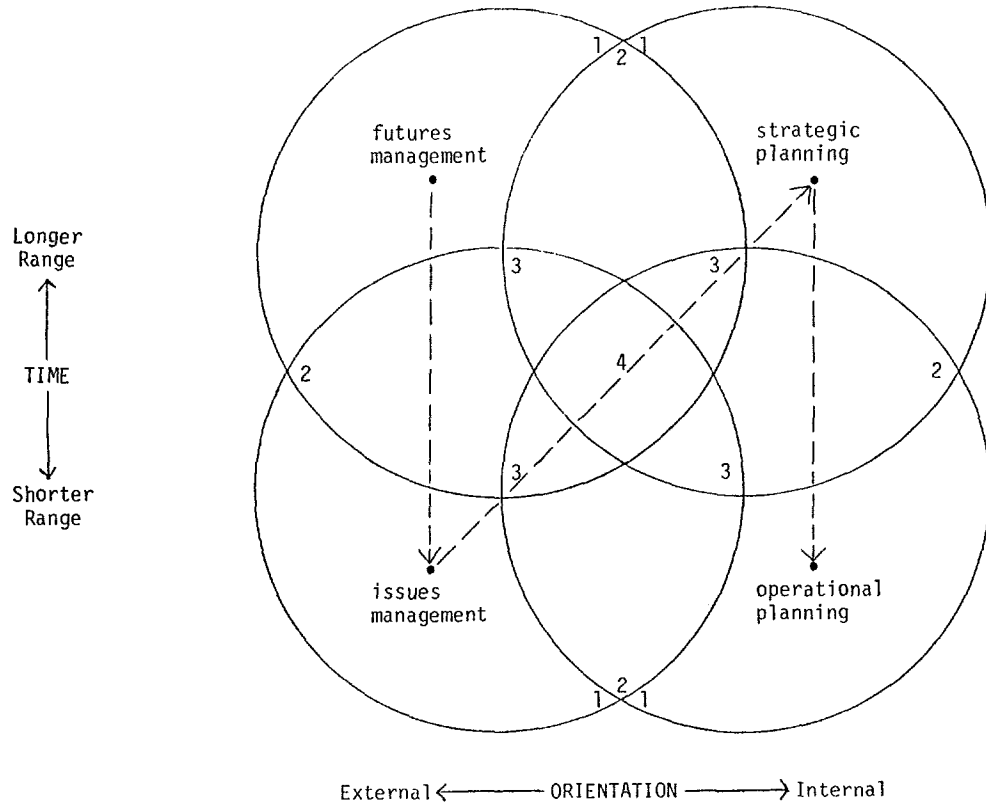 1 1
2
futures
management
strategic
planning
Longer
Range
3 3
TIME
2 4 2
Shorter
Range
3 3
issues
management
operational
planning
2
1 1
External ORIENTATION Internal